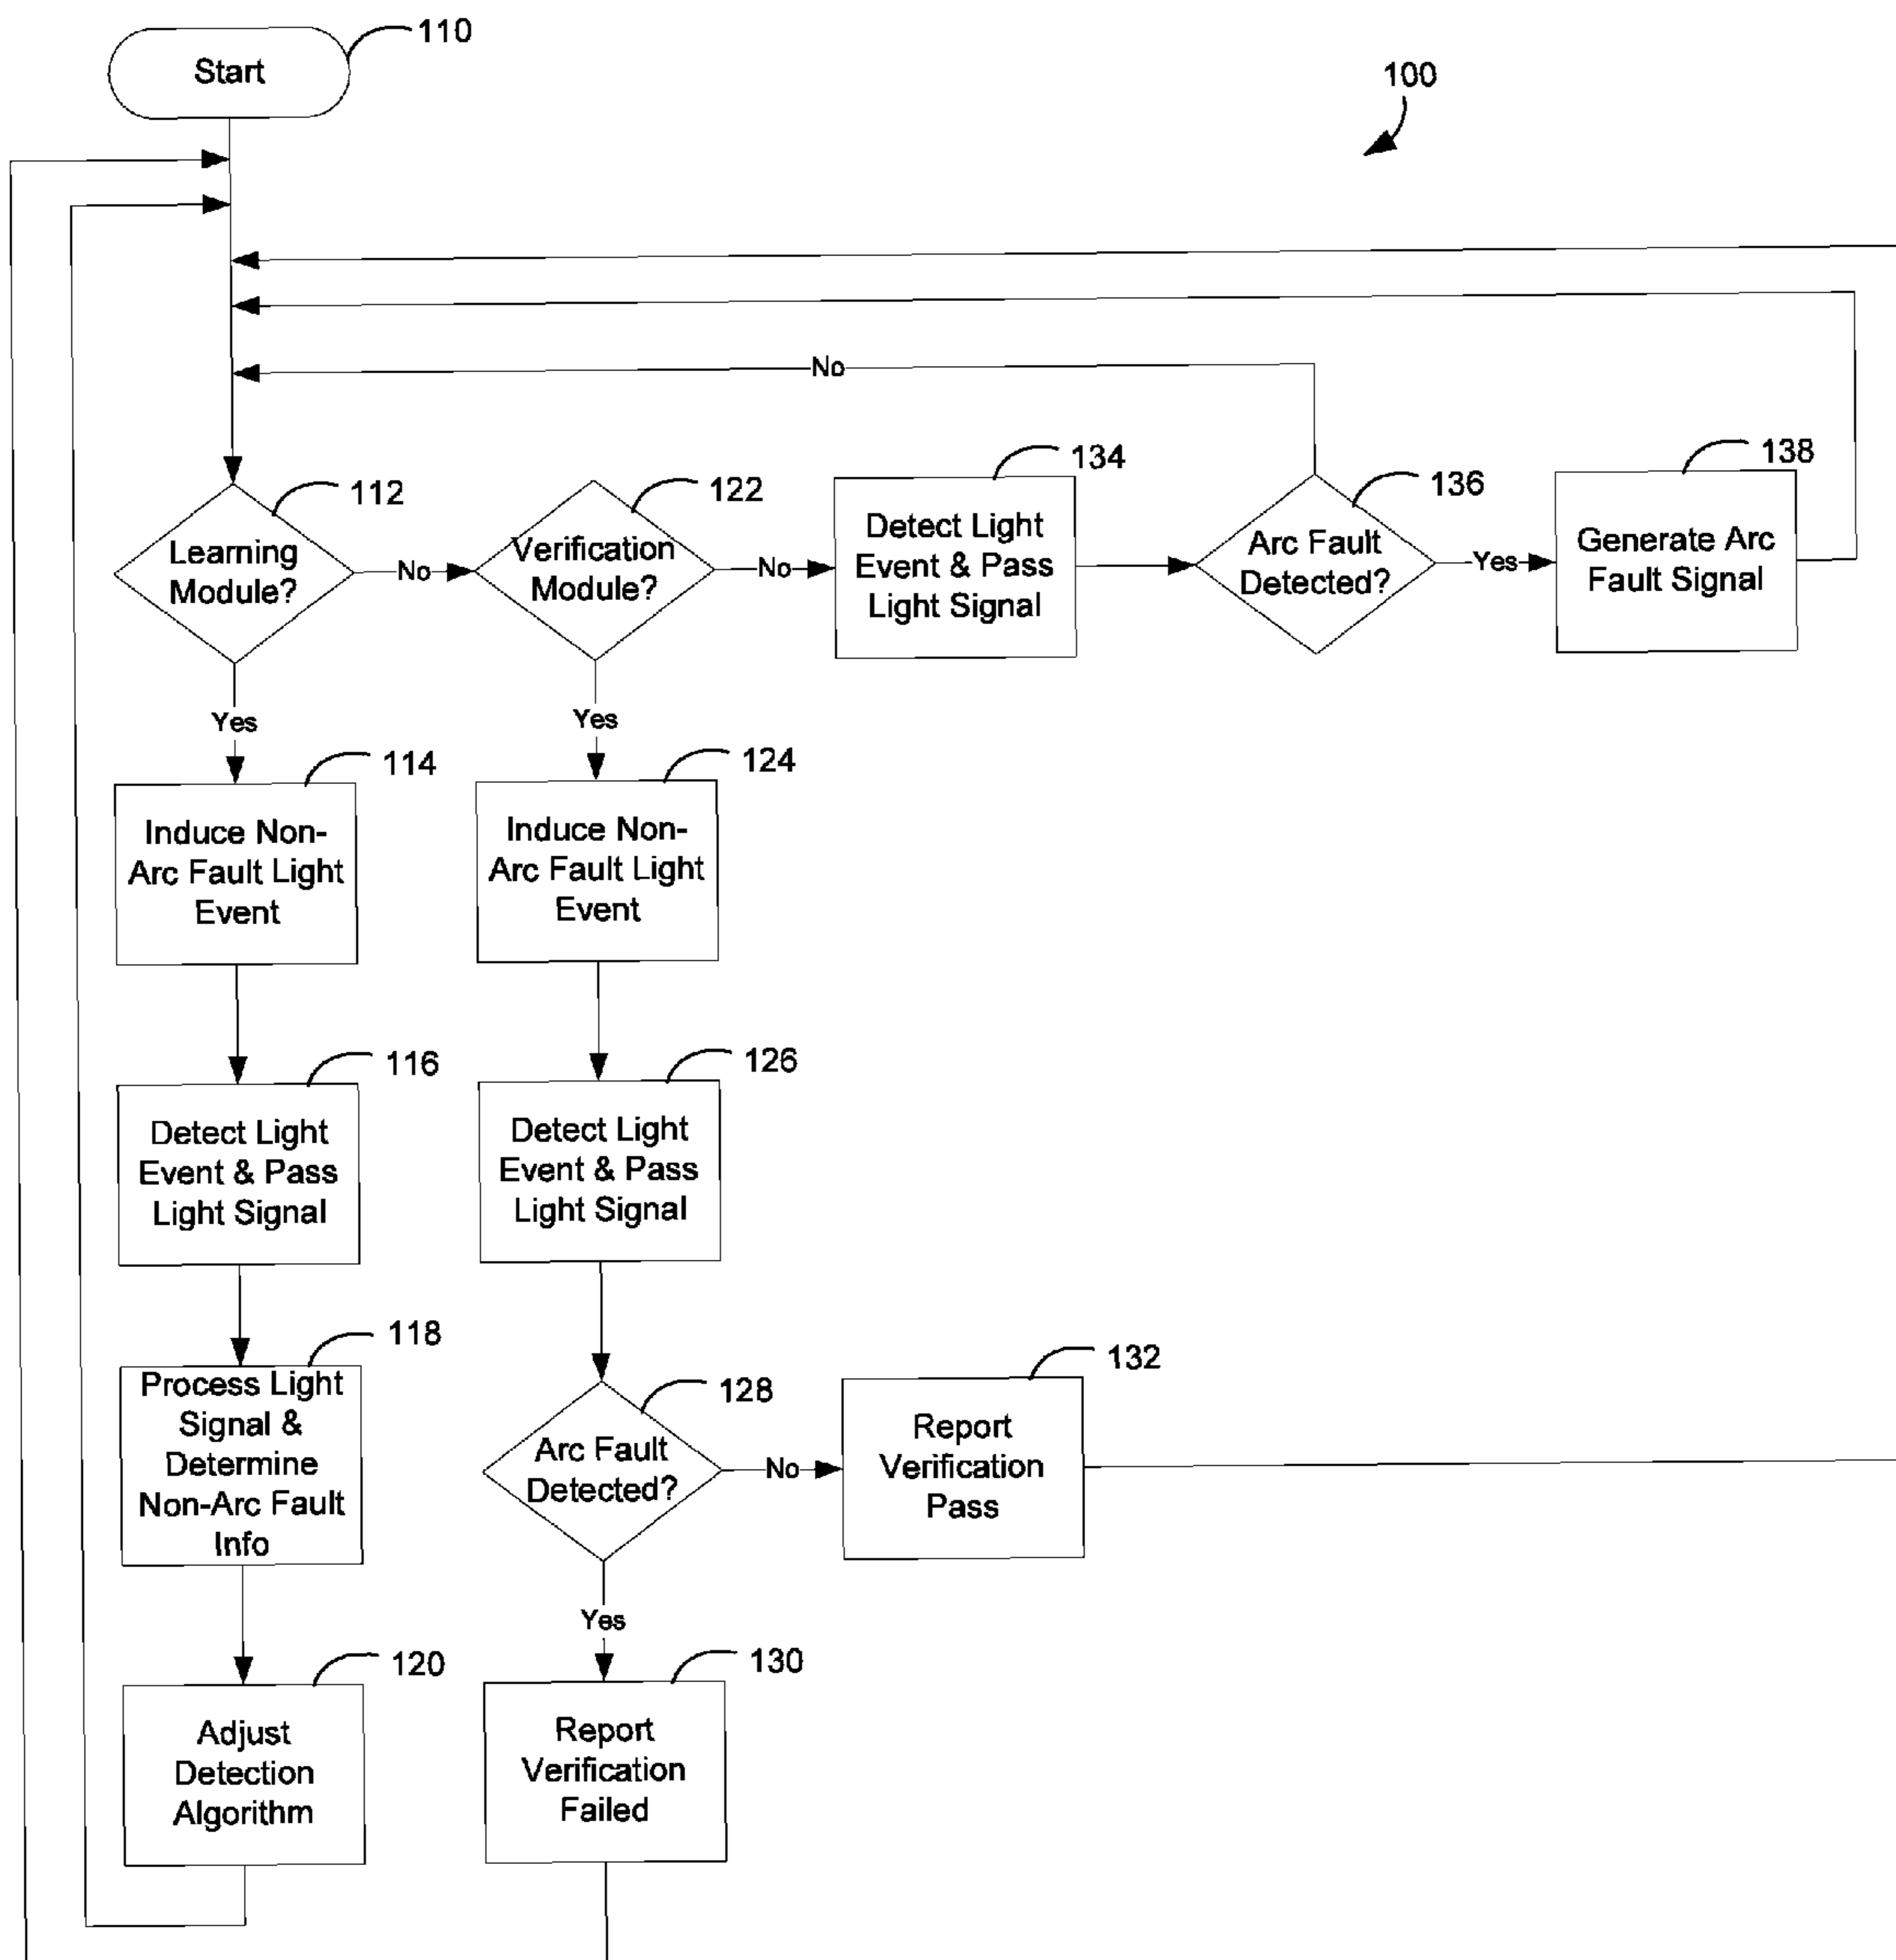 110
Start
100
No
112
Learning
Module?
No
122
Verification
Module?
No
134
Detect Light
Event & Pass
Light Signal
136
Arc Fault
Detected?
Yes
138
Generate Arc
Fault Signal
Yes
Yes
114
Induce Non-
Arc Fault Light
Event
124
Induce Non-
Arc Fault Light
Event
116
Detect Light
Event & Pass
Light Signal
126
Detect Light
Event & Pass
Light Signal
118
Process Light
Signal &
Determine
Non-Arc Fault
Info
128
Arc Fault
Detected?
No
132
Report
Verification
Pass
Yes
120
Adjust
Detection
Algorithm
130
Report
Verification
Failed